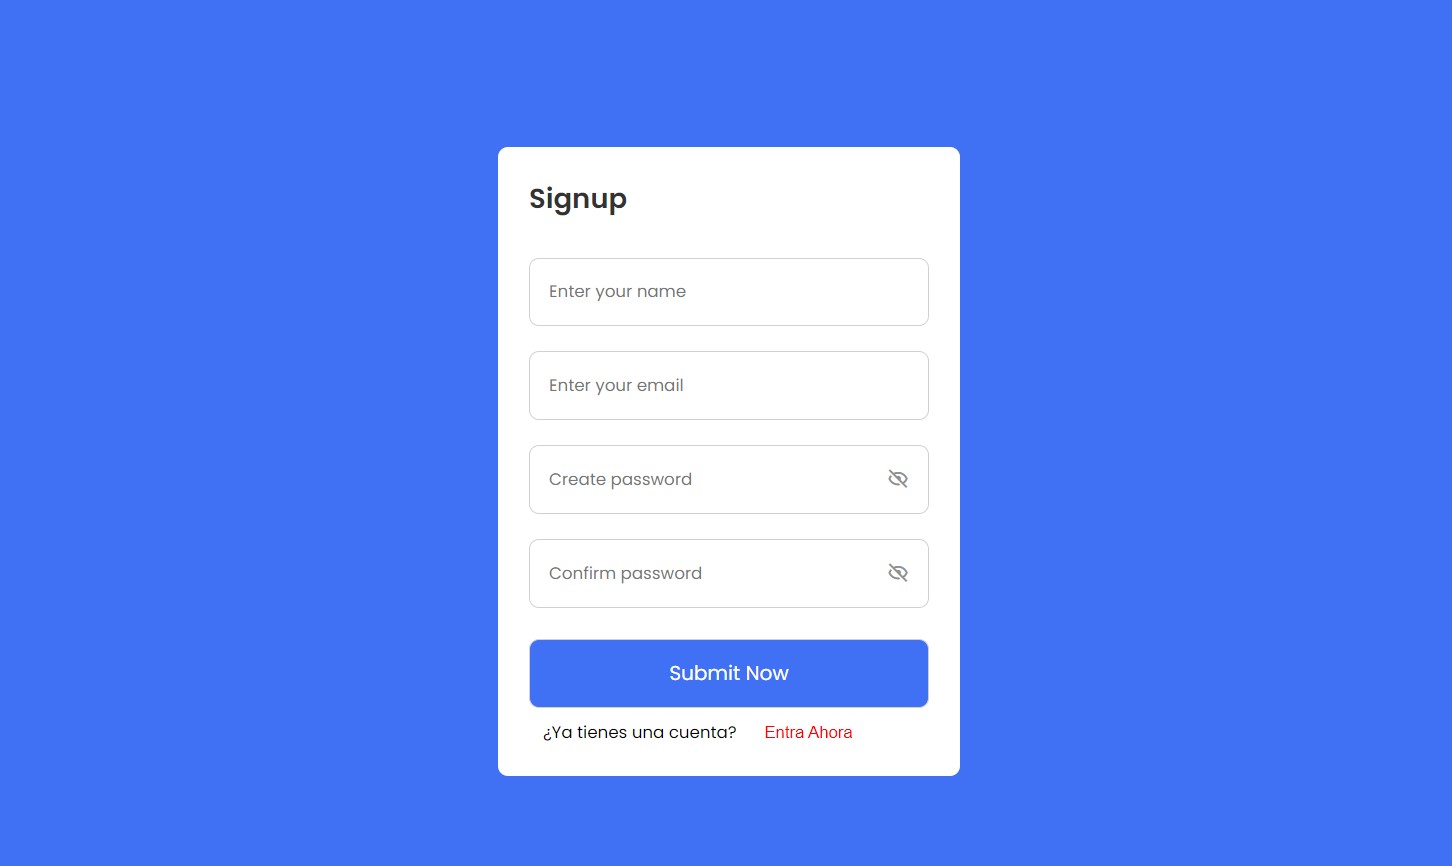 Signup
Enter your name
Enter your email
Create password
Confirm password
Submit Now
¿Ya tienes una cuenta? Entra Ahora